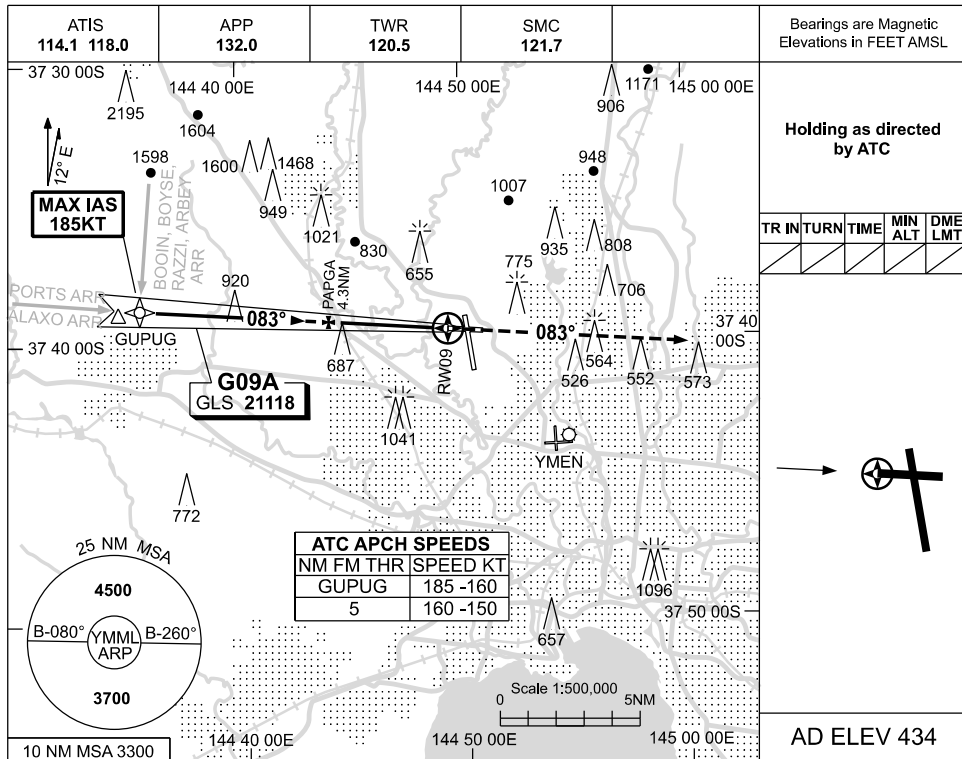 ATIS
114.1 118.0
APP
132.0
TWR
120.5
SMC
121.7
Bearings are Magnetic
Elevations in FEET AMSL
37 30 00S
144 40 00E
144 50 00E
145 00 00E
2195
1604
1598
12° E
MAX IAS
185KT
BOOIN, BOYSE,
RAZZI, ARBEY
ARR
1600
1468
949
1021
830
655
1007
948
935
808
775
706
906
1171
PORTS ARR
ALAXO ARR
GUPUG
920
083°
PAPGA
4.3NM
687
RW09
083°
564
526
552
573
37 40
00S
37 40 00S
G09A
GLS 21118
1041
YMEN
772
25 NM MSA
4500
B-080°
YMML
ARP
B-260°
3700
10 NM MSA 3300
ATC APCH SPEEDS
NM FM THR SPEED KT
GUPUG 185 -160
5 160 -150
1096
657
37 50 00S
Scale 1:500,000
0 5NM
144 40 00E
144 50 00E
145 00 00E
Holding as directed
by ATC
TR IN TURN TIME MIN ALT DME LMT
AD ELEV 434